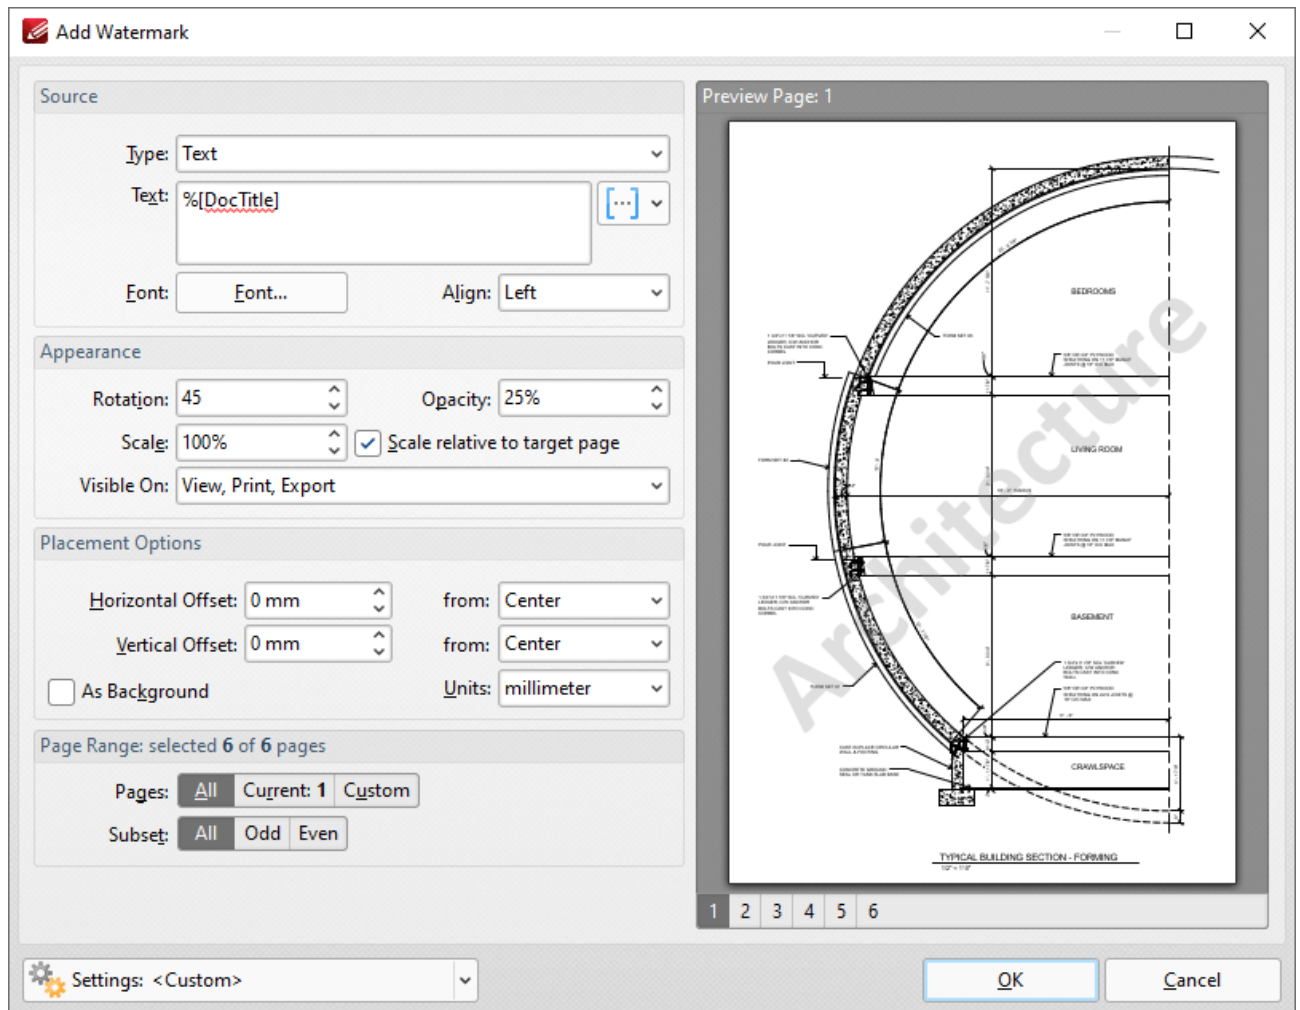 Add Watermark
Source
Type: Text
Text: %[DocTitle]
Font: Font... Align: Left
Appearance
Rotation: 45 Opacity: 25%
Scale: 100% Scale relative to target page
Visible On: View, Print, Export
Placement Options
Horizontal Offset: 0 mm from: Center
Vertical Offset: 0 mm from: Center
As Background Units: millimeter
Page Range: selected 6 of 6 pages
Pages: All Current: 1 Custom
Subset: All Odd Even
Preview Page: 1
BEDROOMS
LIVING ROOM
BASEMENT
CRAWLSPACE
Architecture
TYPICAL BUILDING SECTION - FORMING
1/2" = 1'0"
1 2 3 4 5 6
Settings: <Custom>
OK Cancel